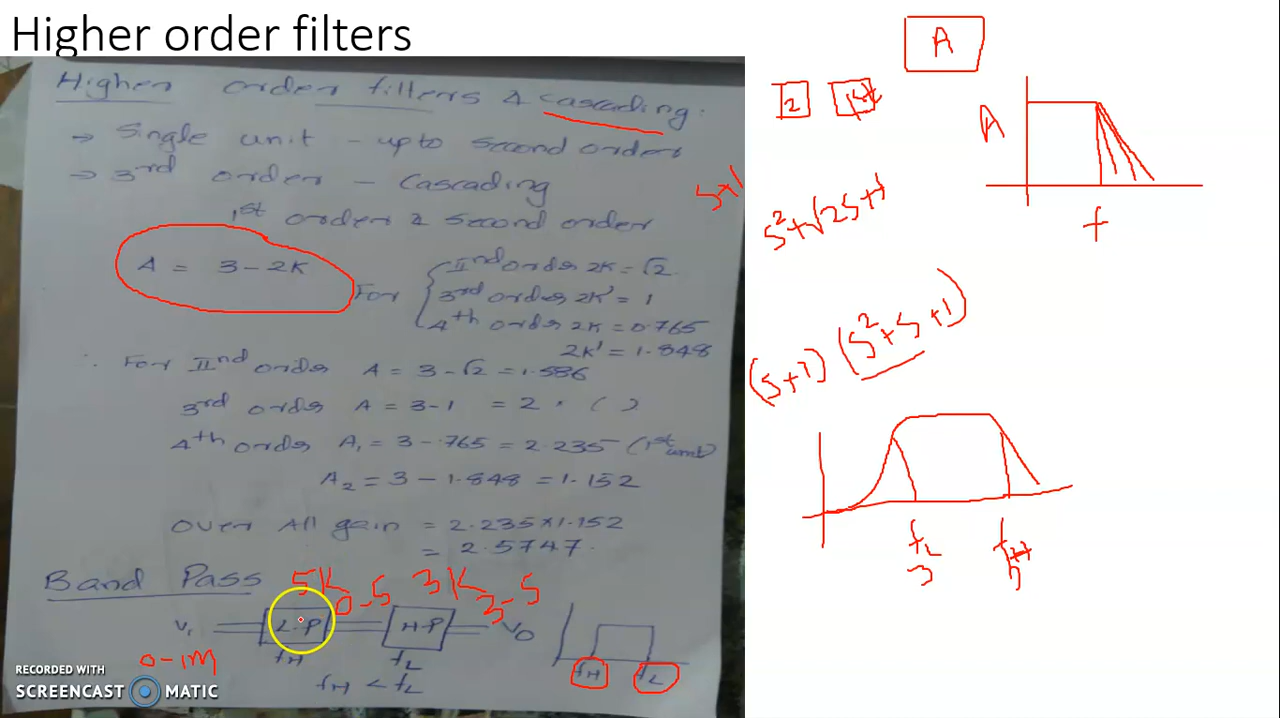 Higher order filters
Higher order filters & Cascading.
→ Single unit - upto second order
→ 3rd order - Cascading
1st order & second order
A = 3 - 2K
For
IInd order 2K = √2
3rd order 2K' = 1
4th order 2K = 0.765
2K' = 1.848
For IInd order A = 3 - √2 = 1.586
3rd order A = 3-1 = 2. ( )
4th order A₁ = 3 - .765 = 2.235 (1st unit)
A₂ = 3 - 1.848 = 1.152
Over All gain = 2.235 × 1.152
= 2.5747.
Band Pass
5K 3K
0-5 3-5
V₁ L-P H-P VO
fH fL fH fL
0-1M
fH < fL
RECORDED WITH
SCREENCAST MATIC
A
2
A
f
S+1
S²+√2S+1
(S+1) (S²+S+1)
fL
3
f
5